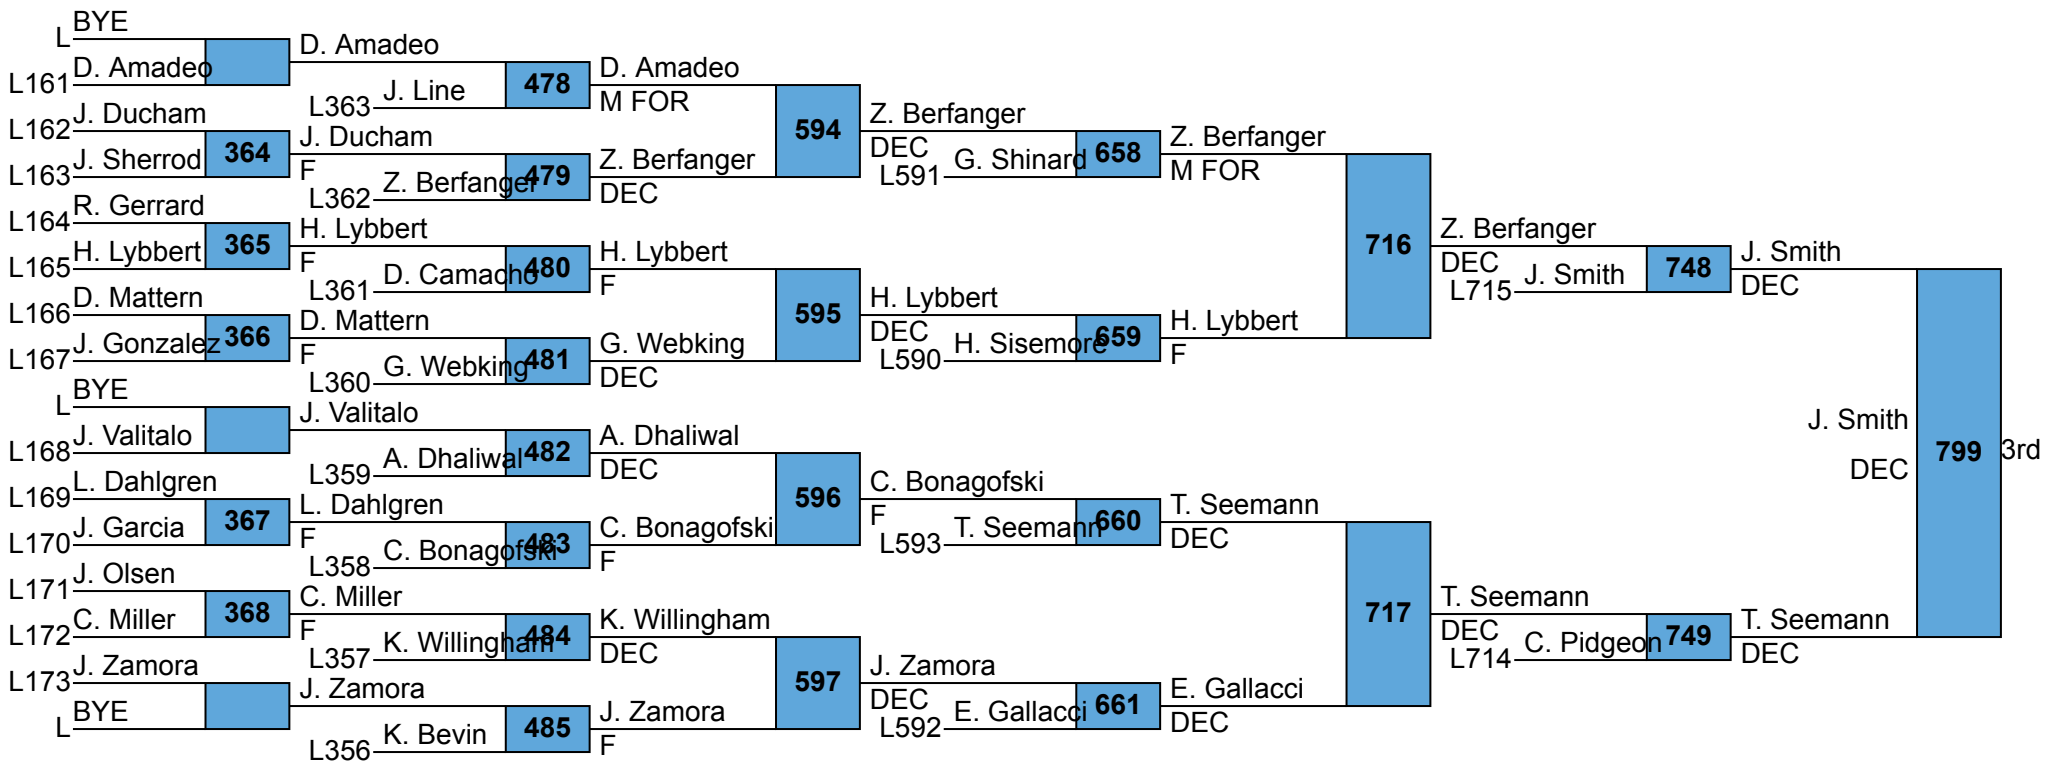 BYE
L
D. Amadeo
L161
D. Amadeo
J. Ducham
L162
J. Sherrod
L163
364
J. Ducham
F
R. Gerrard
L164
H. Lybbert
L165
365
H. Lybbert
F
D. Mattern
L166
J. Gonzalez
L167
366
D. Mattern
F
BYE
L
J. Valitalo
L168
J. Valitalo
L. Dahlgren
L169
J. Garcia
L170
367
L. Dahlgren
F
J. Olsen
L171
C. Miller
L172
368
C. Miller
F
J. Zamora
L173
BYE
L
J. Zamora
L363 J. Line
478
D. Amadeo
M FOR
L362 Z. Berfanger
479
Z. Berfanger
DEC
L361 D. Camacho
480
H. Lybbert
F
L360 G. Webking
481
G. Webking
DEC
L359 A. Dhaliwal
482
A. Dhaliwal
DEC
L358 C. Bonagofski
483
C. Bonagofski
F
L357 K. Willingham
484
K. Willingham
DEC
L356 K. Bevin
485
J. Zamora
F
594
Z. Berfanger
DEC
595
H. Lybbert
DEC
596
C. Bonagofski
F
597
J. Zamora
DEC
L591 G. Shinard
658
Z. Berfanger
M FOR
L590 H. Sisemore
659
H. Lybbert
F
L593 T. Seemann
660
T. Seemann
DEC
L592 E. Gallacci
661
E. Gallacci
DEC
716
Z. Berfanger
DEC
717
T. Seemann
DEC
L715 J. Smith
748
J. Smith
DEC
L714 C. Pidgeon
749
T. Seemann
DEC
J. Smith
DEC
799
3rd